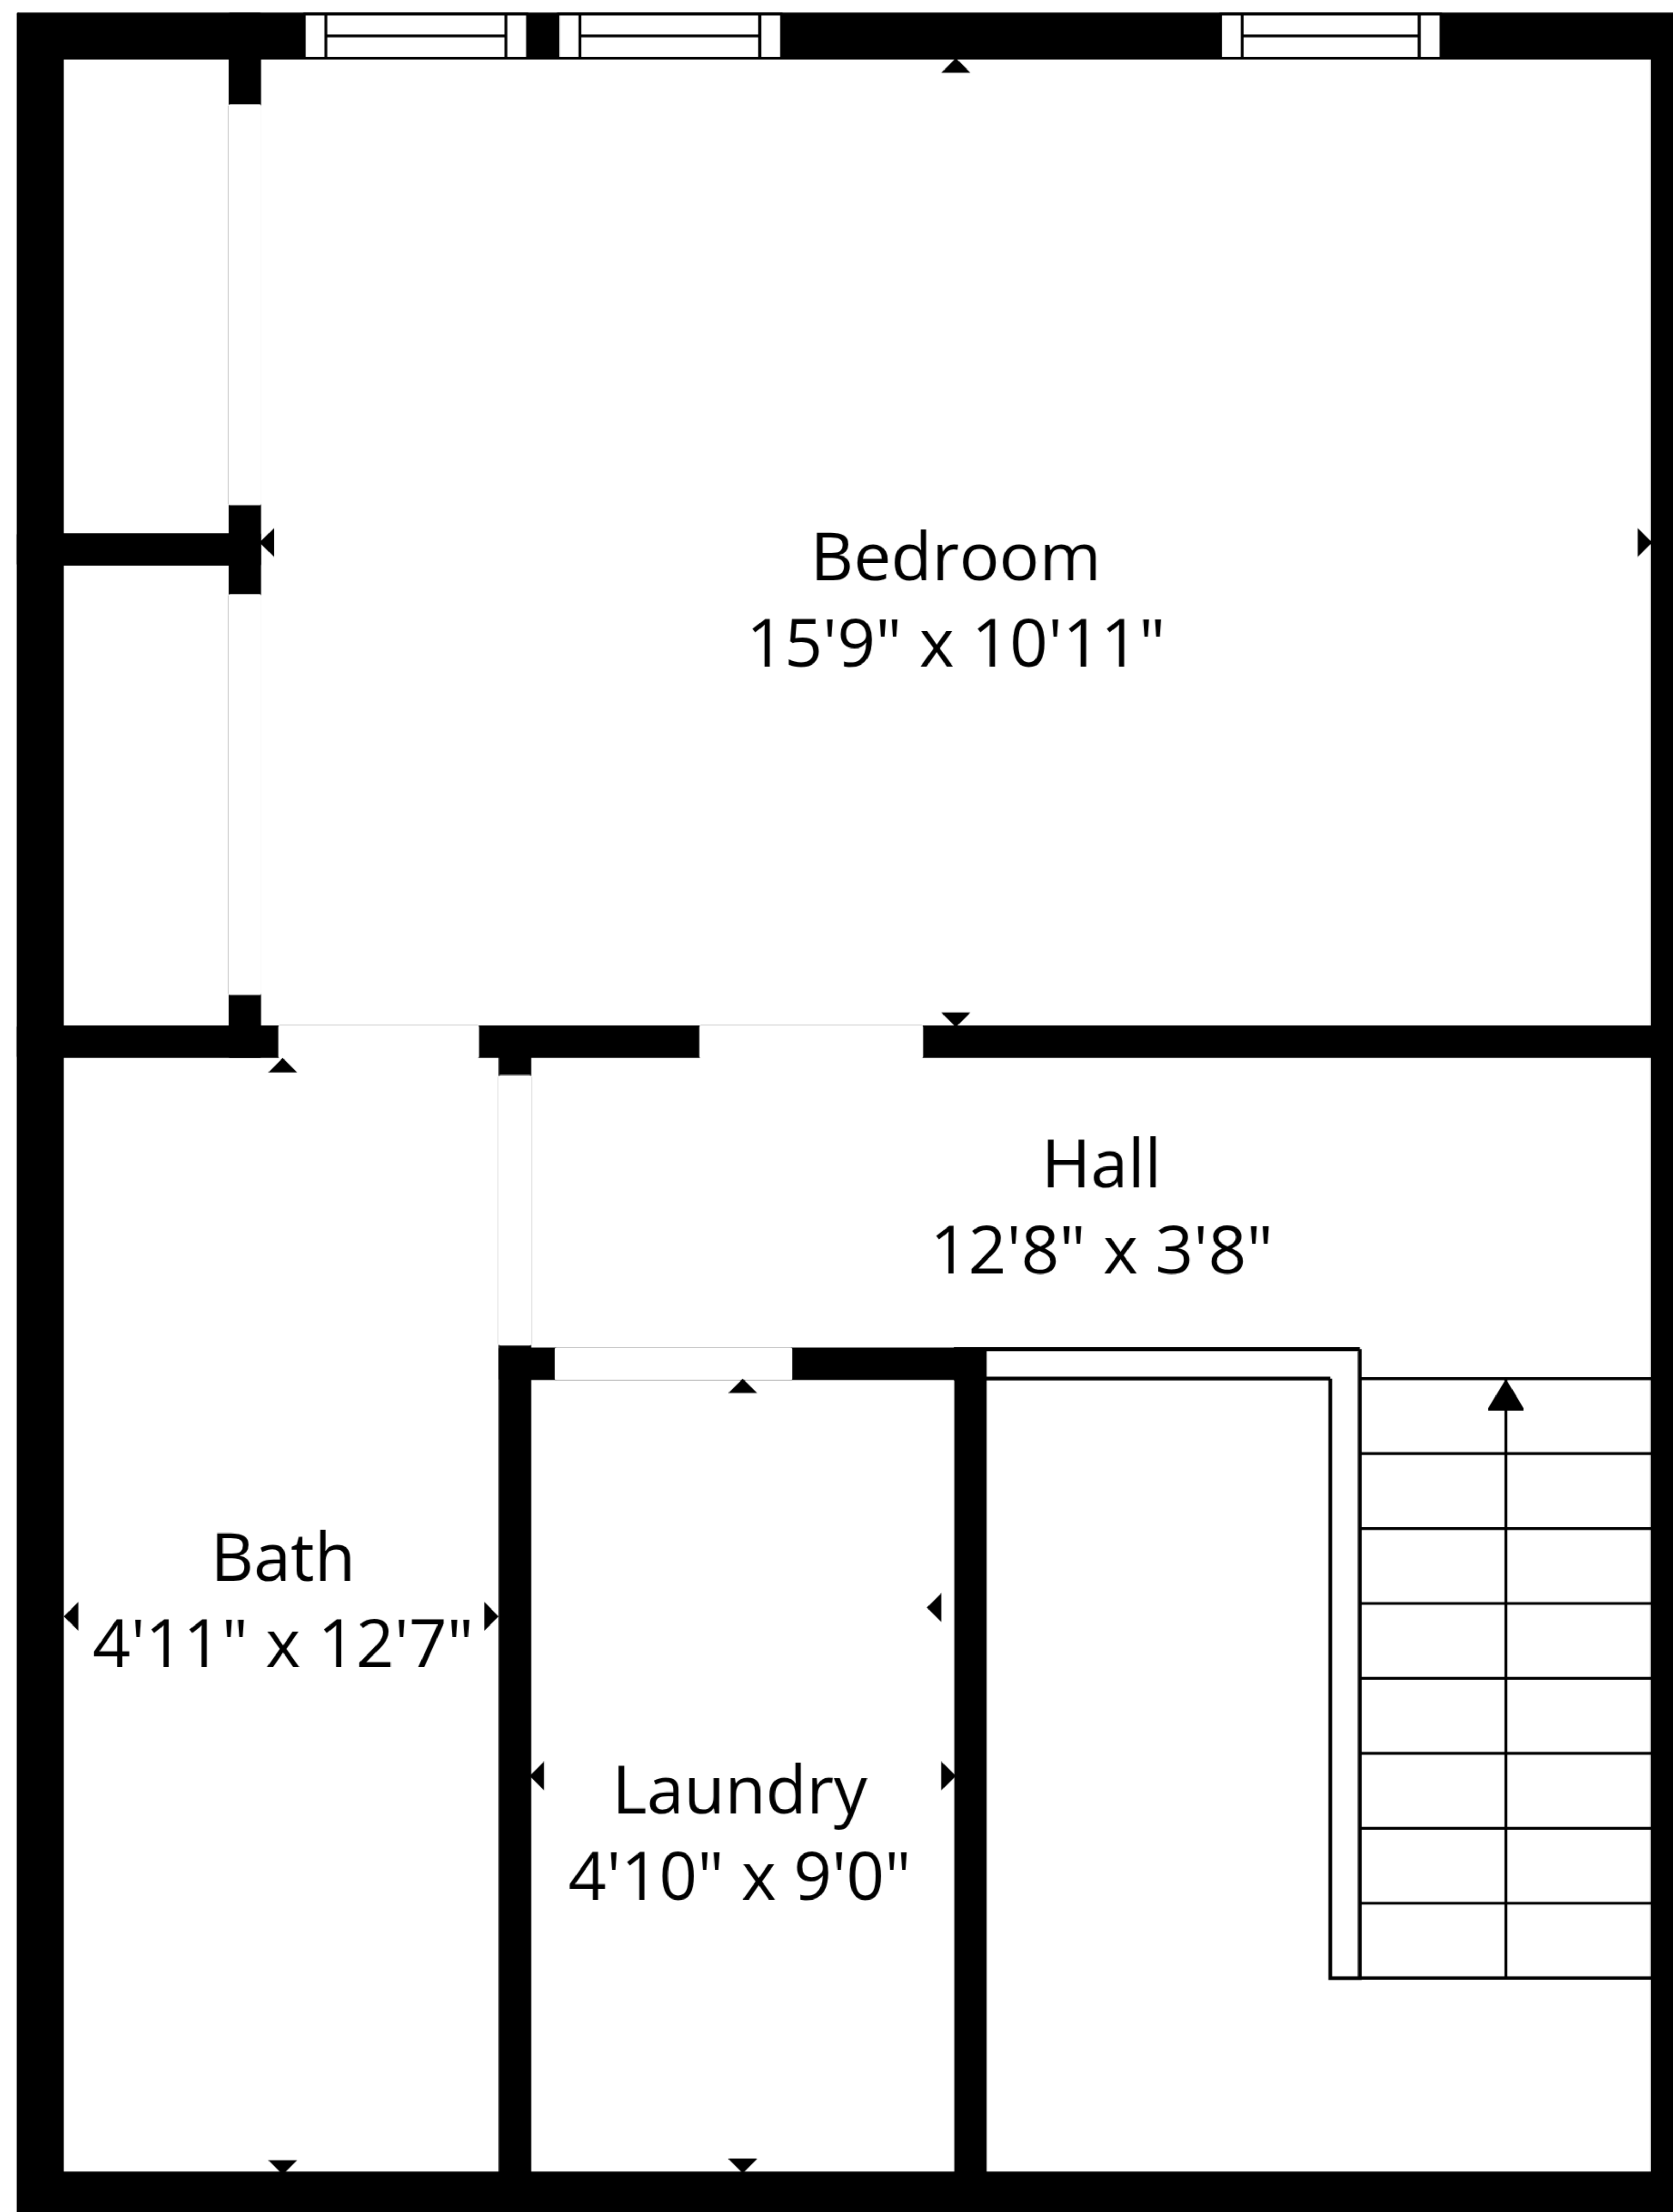 Bedroom
15'9" x 10'11"
Hall
12'8" x 3'8"
Bath
4'11" x 12'7"
Laundry
4'10" x 9'0"